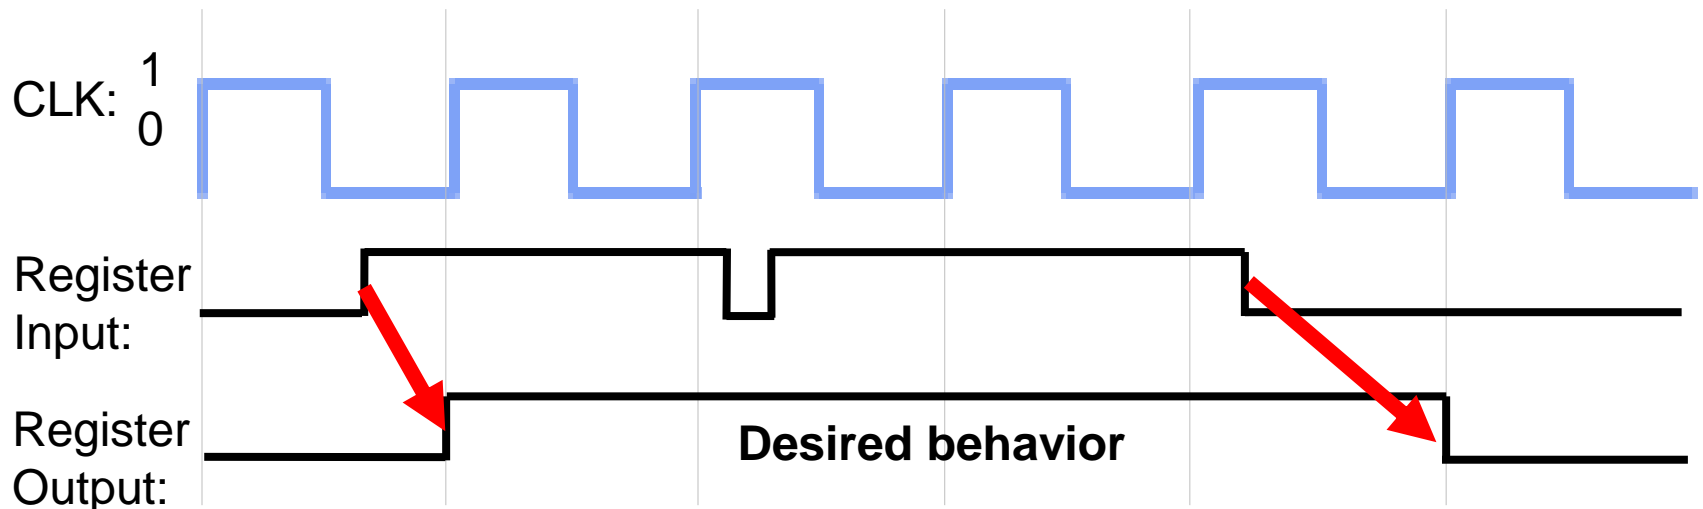 1
CLK:
0
Register
Input:
Register
Desired behavior
Output: